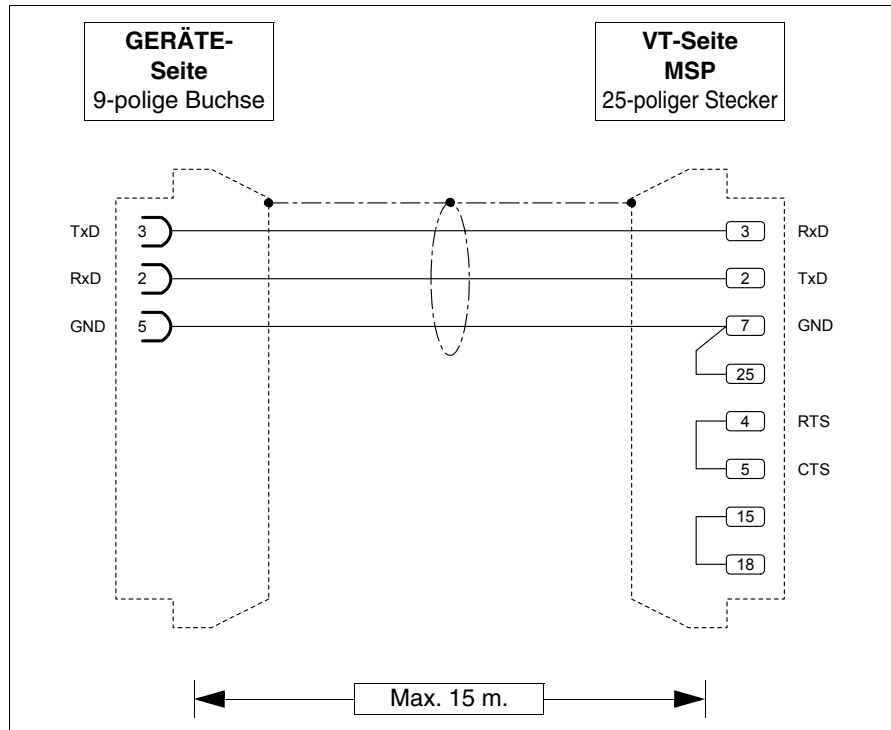 GERÄTE-
Seite
9-polige Buchse
VT-Seite
MSP
25-poliger Stecker
TxD 3 3 RxD
RxD 2 2 TxD
GND 5 7 GND
25
4 RTS
5 CTS
15
18
Max. 15 m.